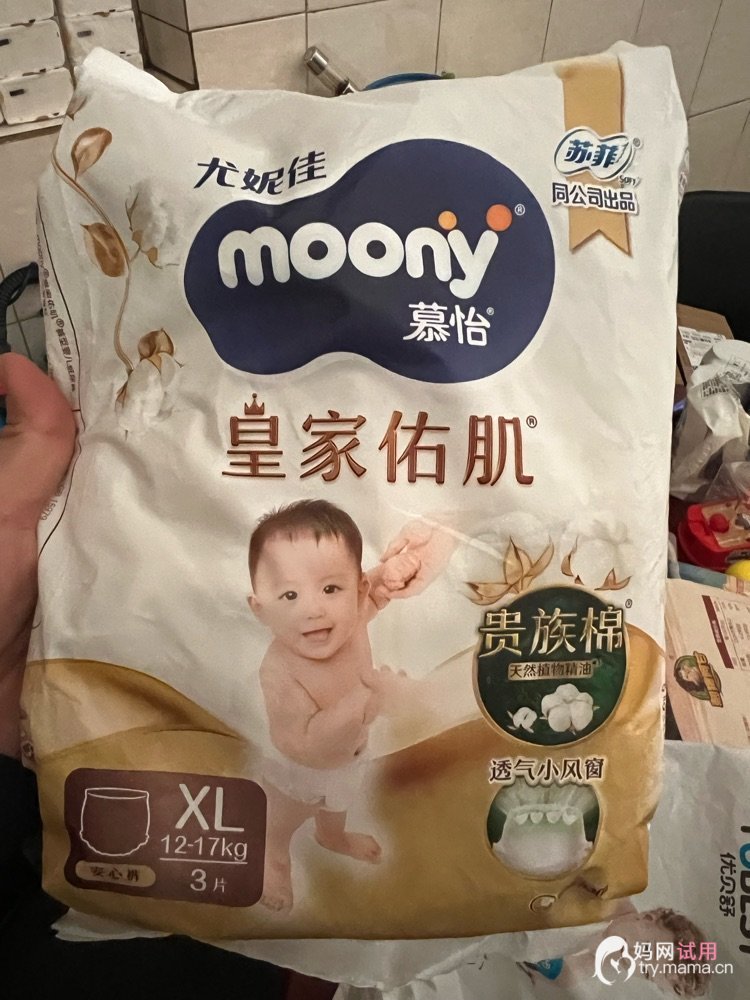 尤妮佳
moony®
慕怡®
苏菲®
SOFY
同公司出品
皇家佑肌®
贵族棉®
天然植物精油
透气小风窗
XL
12-17kg
3片
安心裤
优贝舒
妈网试用
try.mama.cn